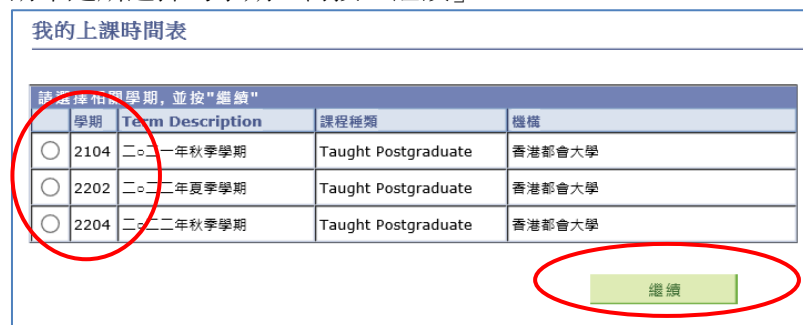 我的上課時間表
請選擇相關學期, 並按"繼續"
學期 Term Description 課程種類 機構
2104 二○二一年秋季學期 Taught Postgraduate 香港都會大學
2202 二○二二年夏季學期 Taught Postgraduate 香港都會大學
2204 二○二二年秋季學期 Taught Postgraduate 香港都會大學
繼續